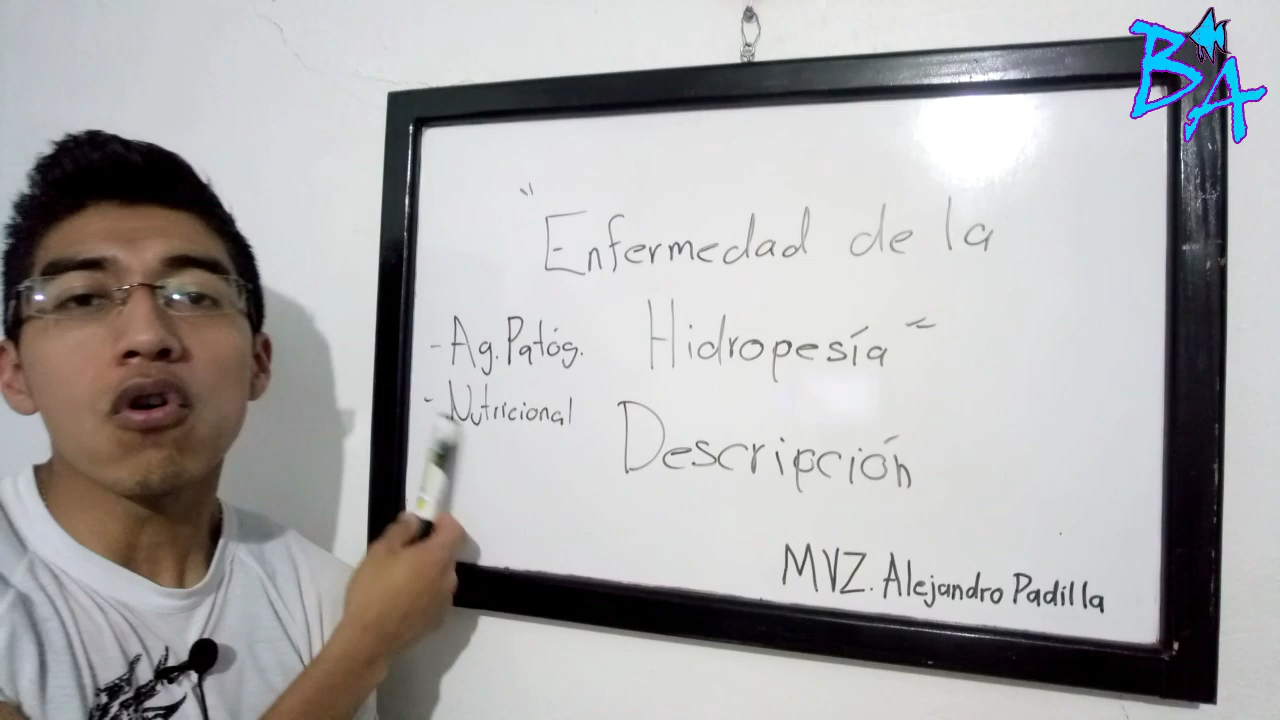 BA
"Enfermedad de la
Hidropesía"
- Ag. Patóg.
- Nutricional
Descripción
MVZ. Alejandro Padilla